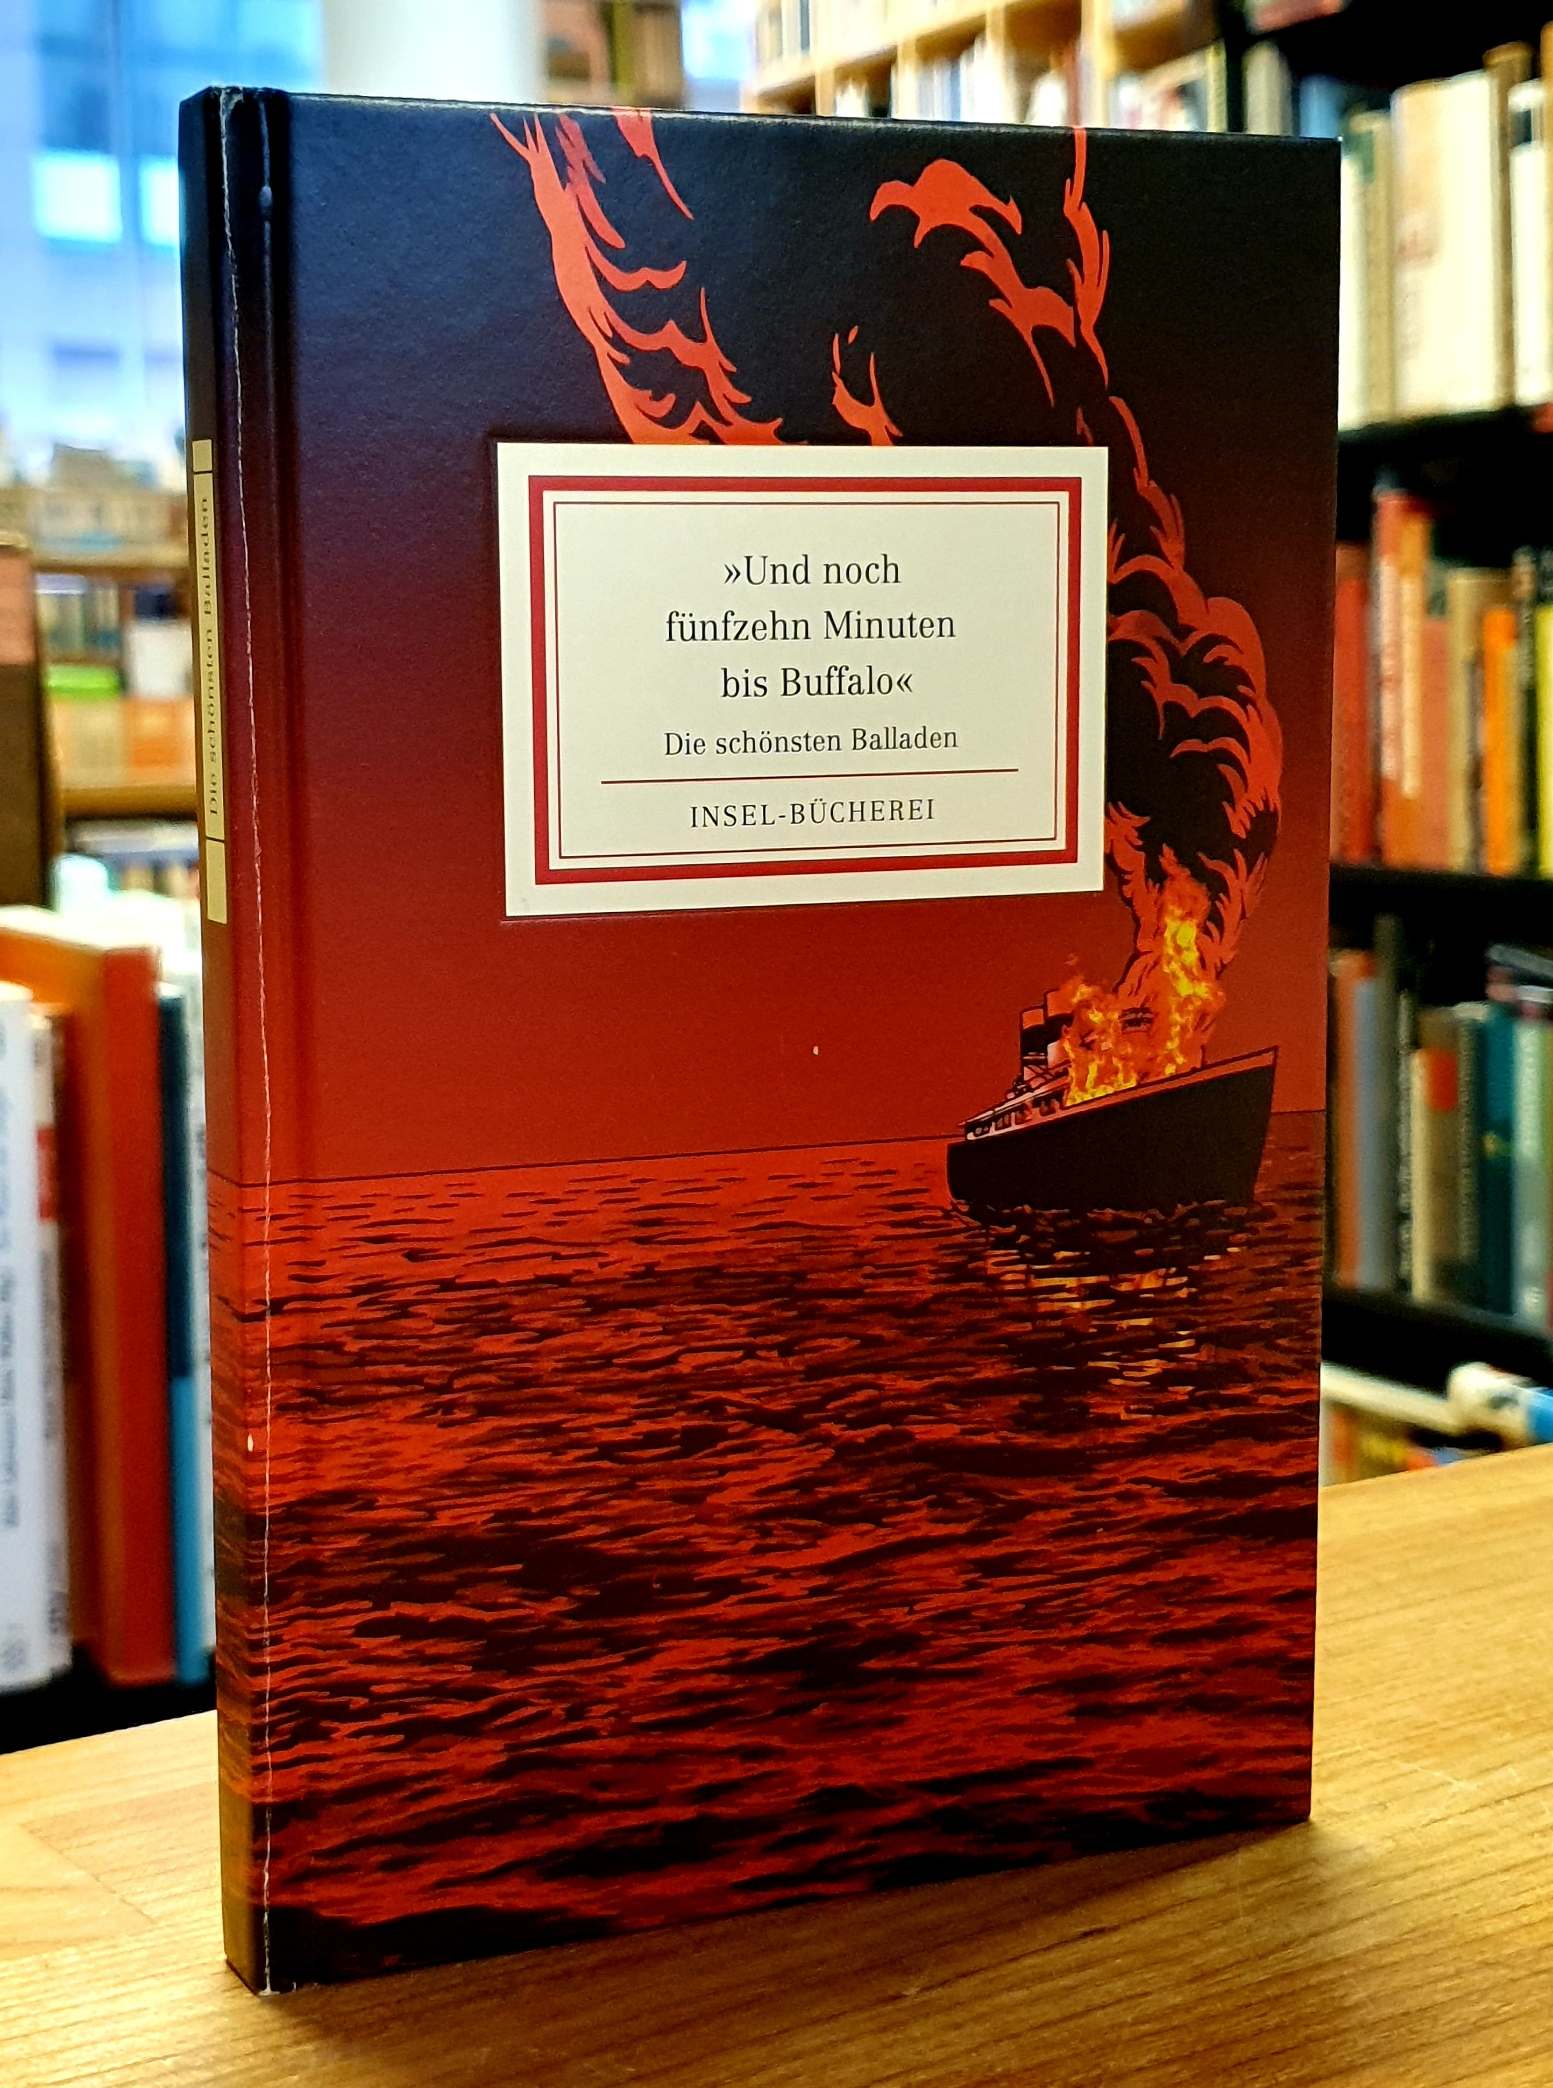 »Und noch
fünfzehn Minuten
bis Buffalo«
Die schönsten Balladen
INSEL-BÜCHEREI
Die schönsten Balladen